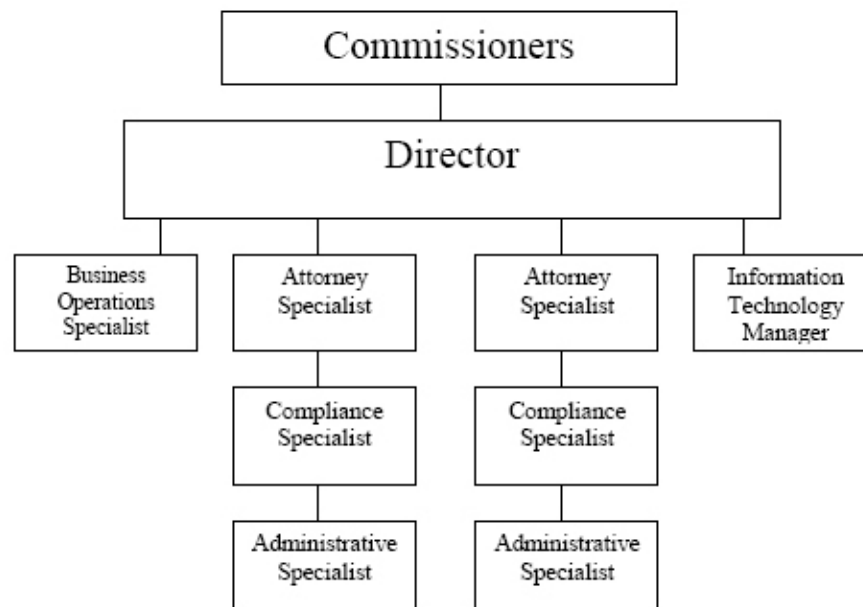 Commissioners
Director
Business
Operations
Specialist
Attorney
Specialist
Attorney
Specialist
Information
Technology
Manager
Compliance
Specialist
Compliance
Specialist
Administrative
Specialist
Administrative
Specialist